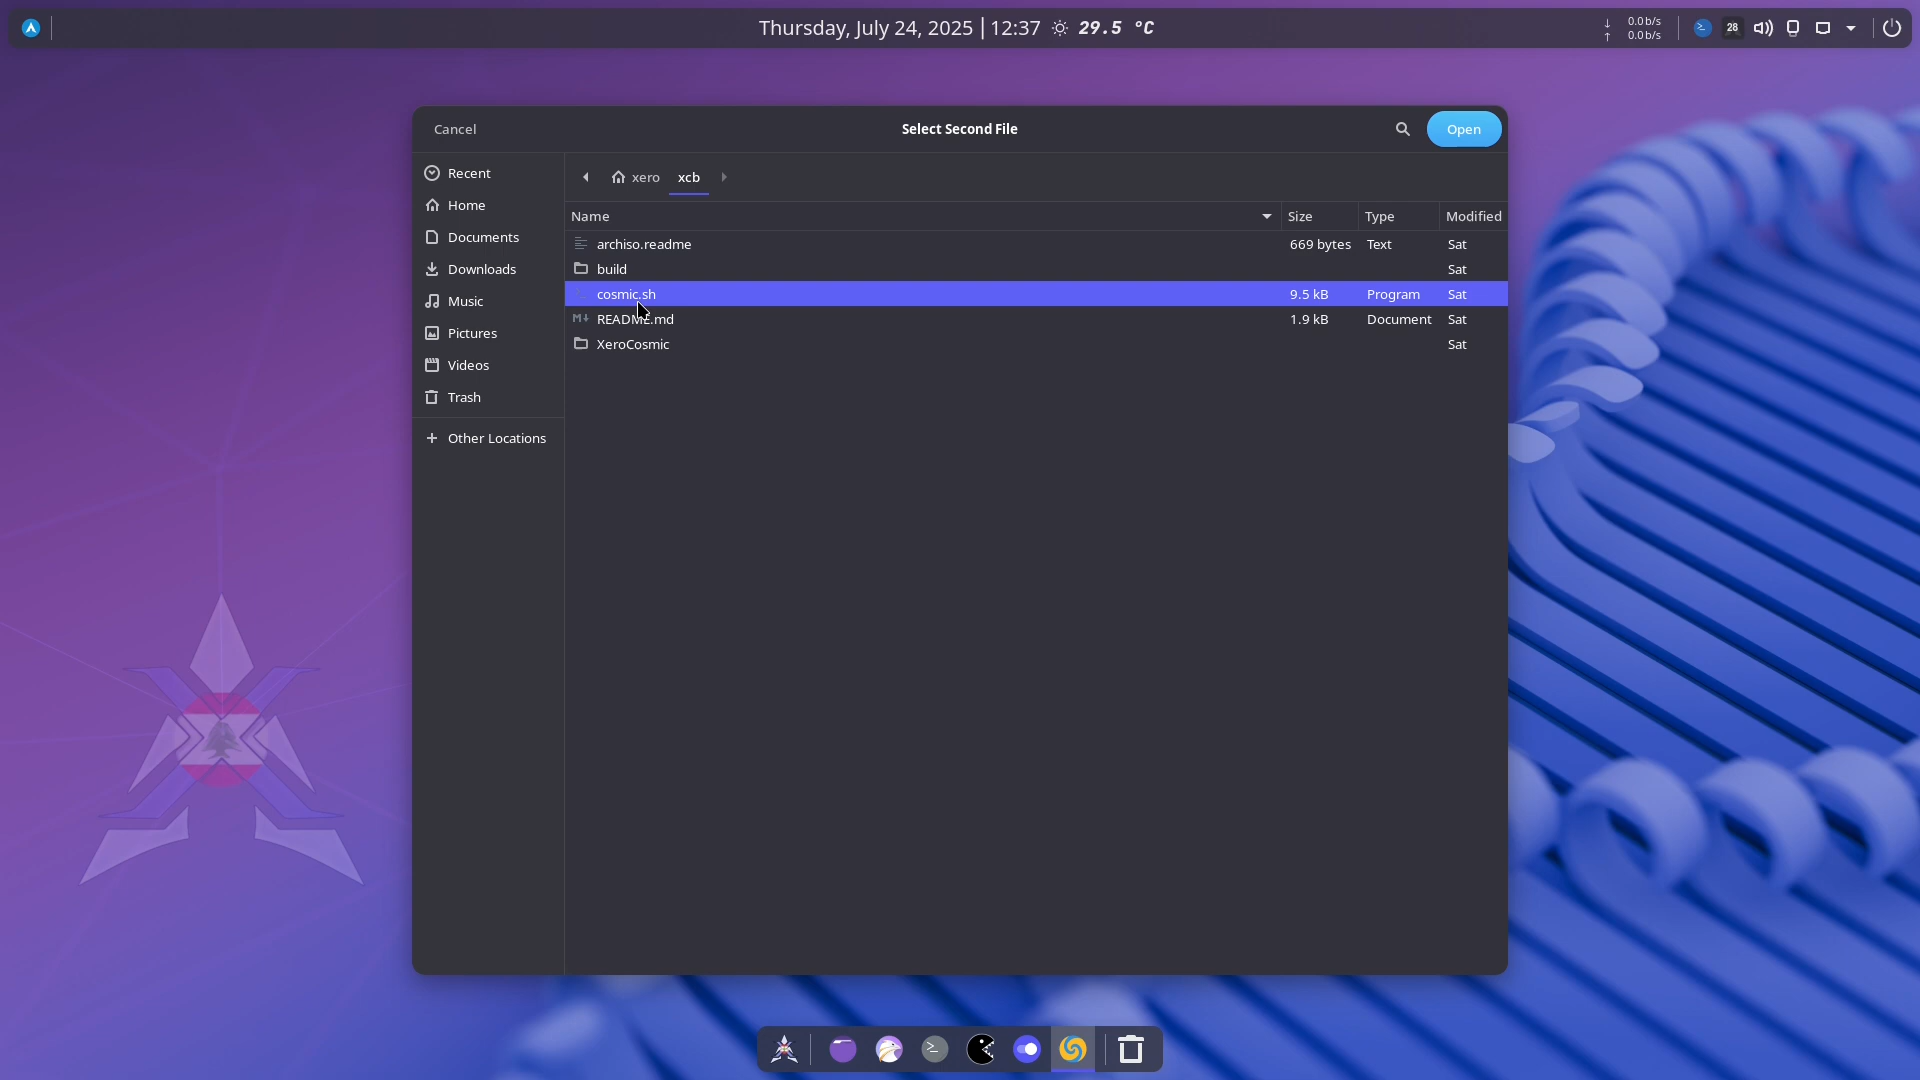 Thursday, July 24, 2025 | 12:37 29.5 °C
↓ 0.0 b/s
↑ 0.0 b/s
28
Cancel
Select Second File
Open
Recent
Home
Documents
Downloads
Music
Pictures
Videos
Trash
Other Locations
xero xcb
Name Size Type Modified
archiso.readme 669 bytes Text Sat
build Sat
cosmic.sh 9.5 kB Program Sat
README.md 1.9 kB Document Sat
XeroCosmic Sat